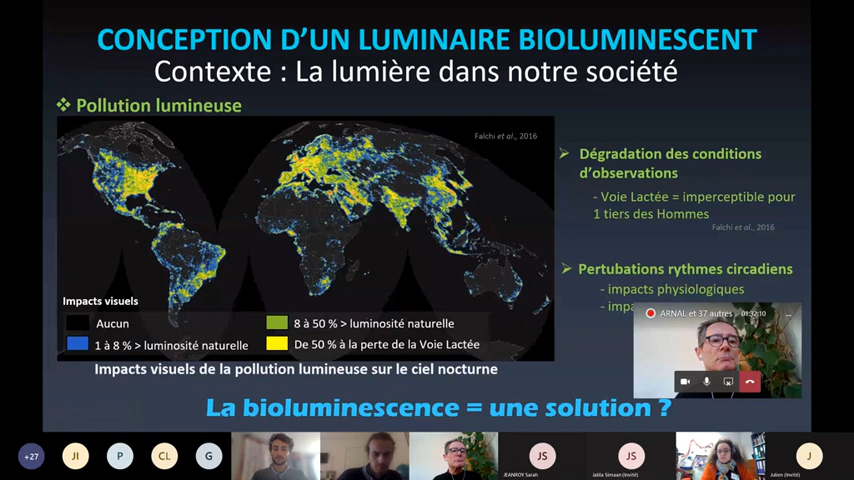 CONCEPTION D'UN LUMINAIRE BIOLUMINESCENT
Contexte : La lumière dans notre société
❖ Pollution lumineuse
Falchi et al., 2016
➢ Dégradation des conditions
d'observations
- Voie Lactée = imperceptible pour
1 tiers des Hommes
Falchi et al., 2016
➢ Pertubations rythmes circadiens
- impacts physiologiques
- impa
Impacts visuels
Aucun
8 à 50 % > luminosité naturelle
1 à 8 % > luminosité naturelle
De 50 % à la perte de la Voie Lactée
Impacts visuels de la pollution lumineuse sur le ciel nocturne
ARNAL et 37 autres
La bioluminescence = une solution ?
+27
JI
P
CL
G
JS
JEANROY Sarah
JS
Jalila Simaan (Invité)
J
Julien (Invité)